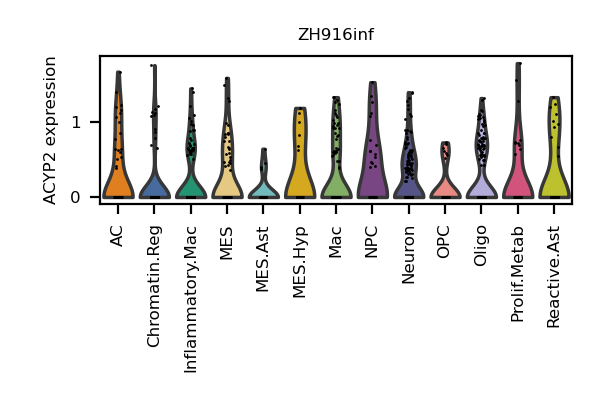 ZH916inf
ACYP2 expression
1
0
AC
Chromatin.Reg
Inflammatory.Mac
MES
MES.Ast
MES.Hyp
Mac
NPC
Neuron
OPC
Oligo
Prolif.Metab
Reactive.Ast